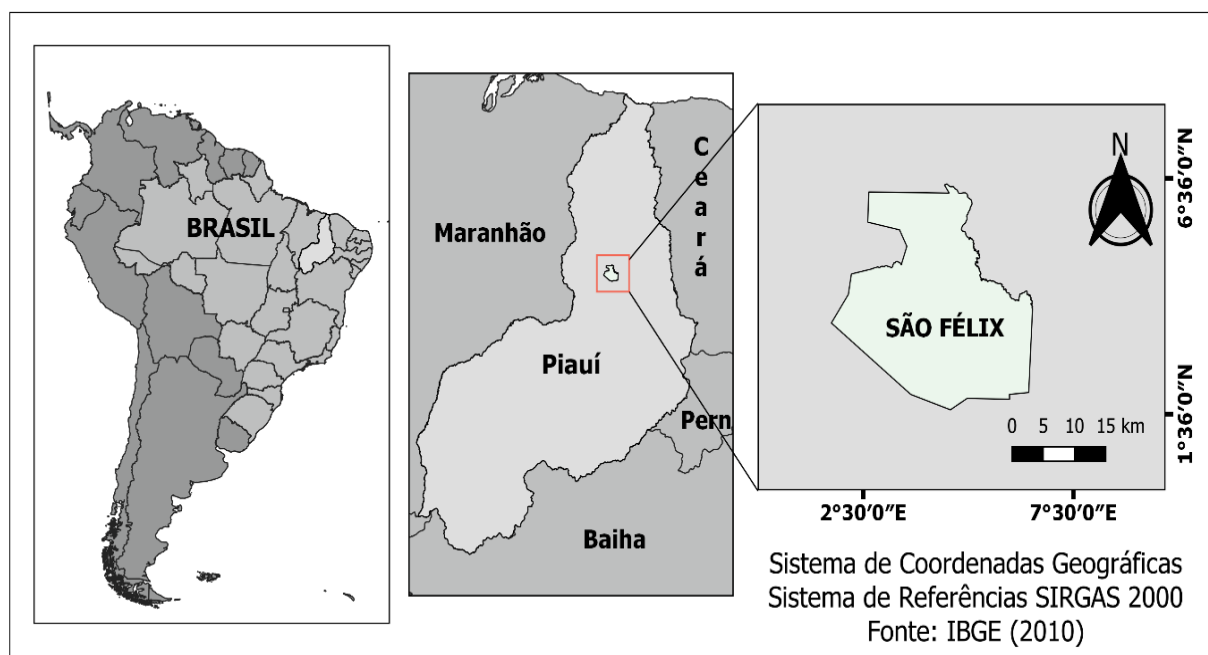 BRASIL
Maranhão
Ceará
Piauí
Pern
Baiha
N
SÃO FÉLIX
0 5 10 15 km
6°36′0″N
1°36′0″N
2°30′0″E
7°30′0″E
Sistema de Coordenadas Geográficas
Sistema de Referências SIRGAS 2000
Fonte: IBGE (2010)